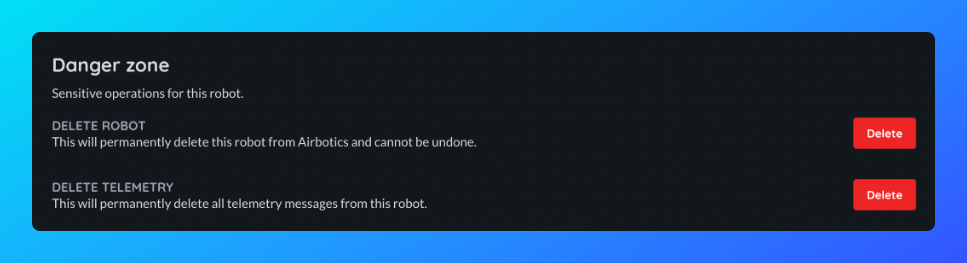 Danger zone
Sensitive operations for this robot.
DELETE ROBOT
This will permanently delete this robot from Airbotics and cannot be undone.
Delete
DELETE TELEMETRY
This will permanently delete all telemetry messages from this robot.
Delete